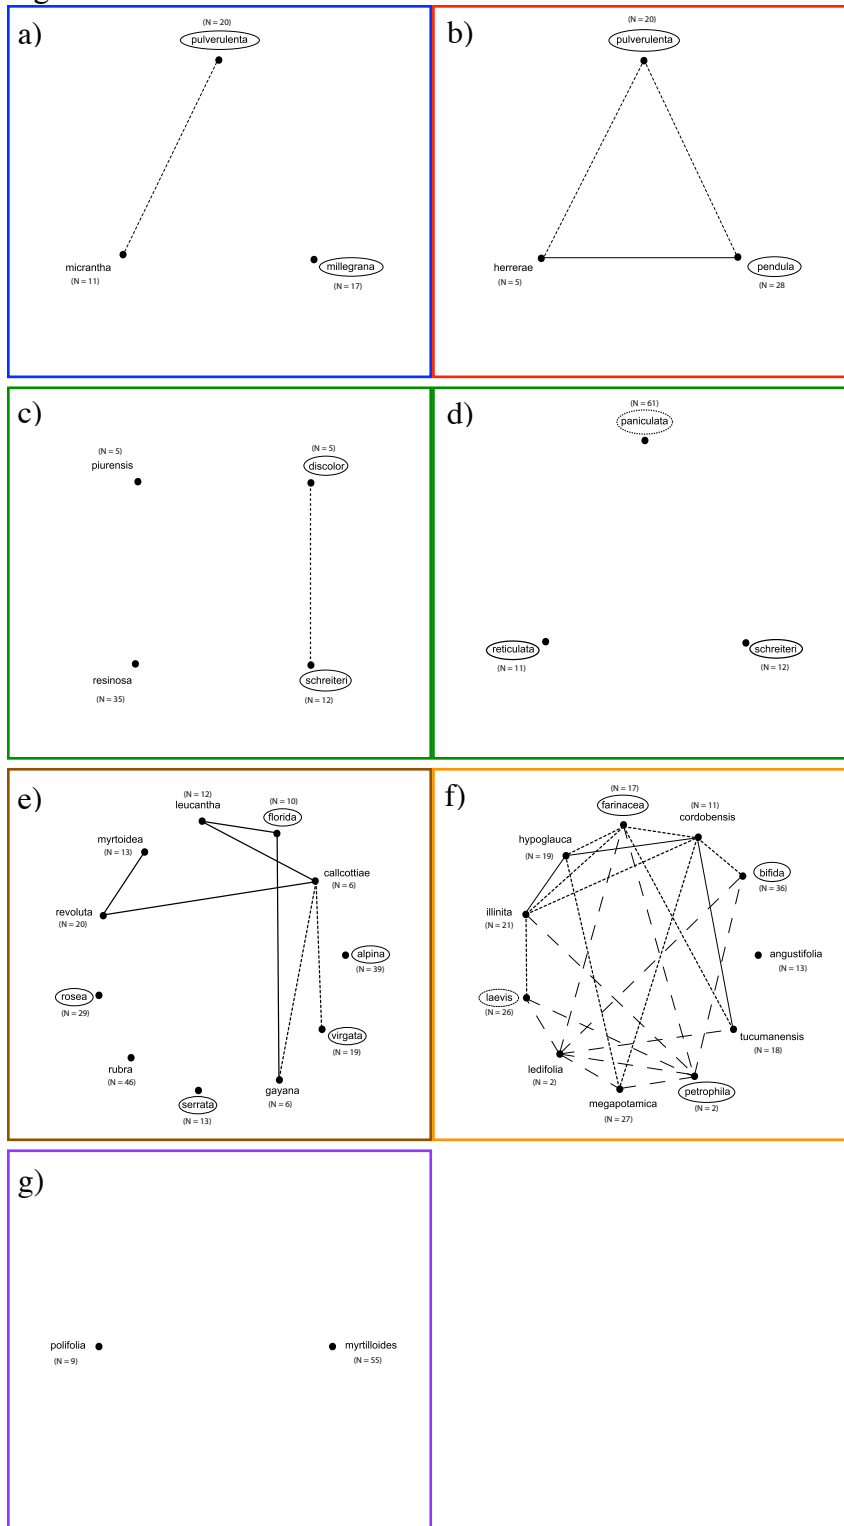 a)
(N = 20)
pulverulenta
micrantha
(N = 11)
millegrana
(N = 17)
b)
(N = 20)
pulverulenta
herrerae
(N = 5)
pendula
(N = 28
c)
(N = 5)
piurensis
(N = 5)
discolor
resinosa
(N = 35)
schreiteri
(N = 12)
d)
(N = 61)
paniculata
reticulata
(N = 11)
schreiteri
(N = 12)
e)
(N = 12)
leucantha
(N = 10)
florida
myrtoidea
(N = 13)
callcottiae
(N = 6)
revoluta
(N = 20)
alpina
(N = 39)
rosea
(N = 29)
virgata
(N = 19)
rubra
(N = 46)
gayana
(N = 6)
serrata
(N = 13)
f)
(N = 17)
farinacea
(N = 11)
cordobensis
hypoglauca
(N = 19)
bifida
(N = 36)
illinita
(N = 21)
angustifolia
(N = 13)
laevis
(N = 26)
tucumanensis
(N = 18)
ledifolia
(N = 2)
petrophila
(N = 2)
megapotamica
(N = 27)
g)
polifolia
(N = 9)
myrtilloides
(N = 55)